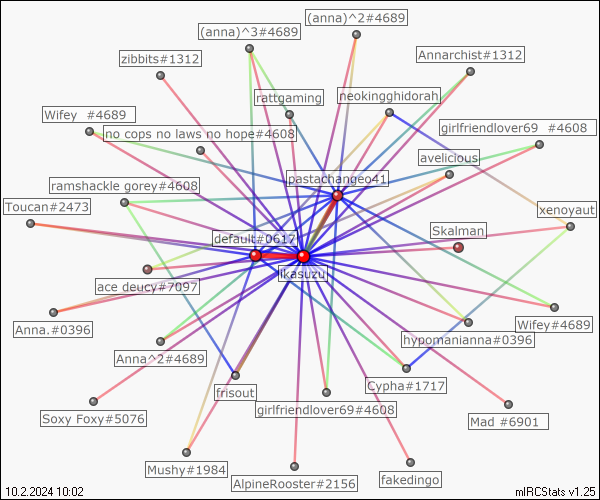 (anna)^2#4689
(anna)^3#4689
zibbits#1312
Annarchist#1312
rattgaming
neokingghidorah
Wifey  #4689
no cops no laws no hope#4608
girlfriendlover69  #4608
avelicious
pastachangeo41
ramshackle gorey#4608
Toucan#2473
xenoyaut
Skalman
default#0617
ikasuzu
ace deucy#7097
Anna.#0396
Wifey#4689
hypomanianna#0396
Anna^2#4689
Cypha#1717
frisout
girlfriendlover69#4608
Soxy Foxy#5076
Mad #6901
Mushy#1984
AlpineRooster#2156
fakedingo
10.2.2024 10:02
mIRCStats v1.25